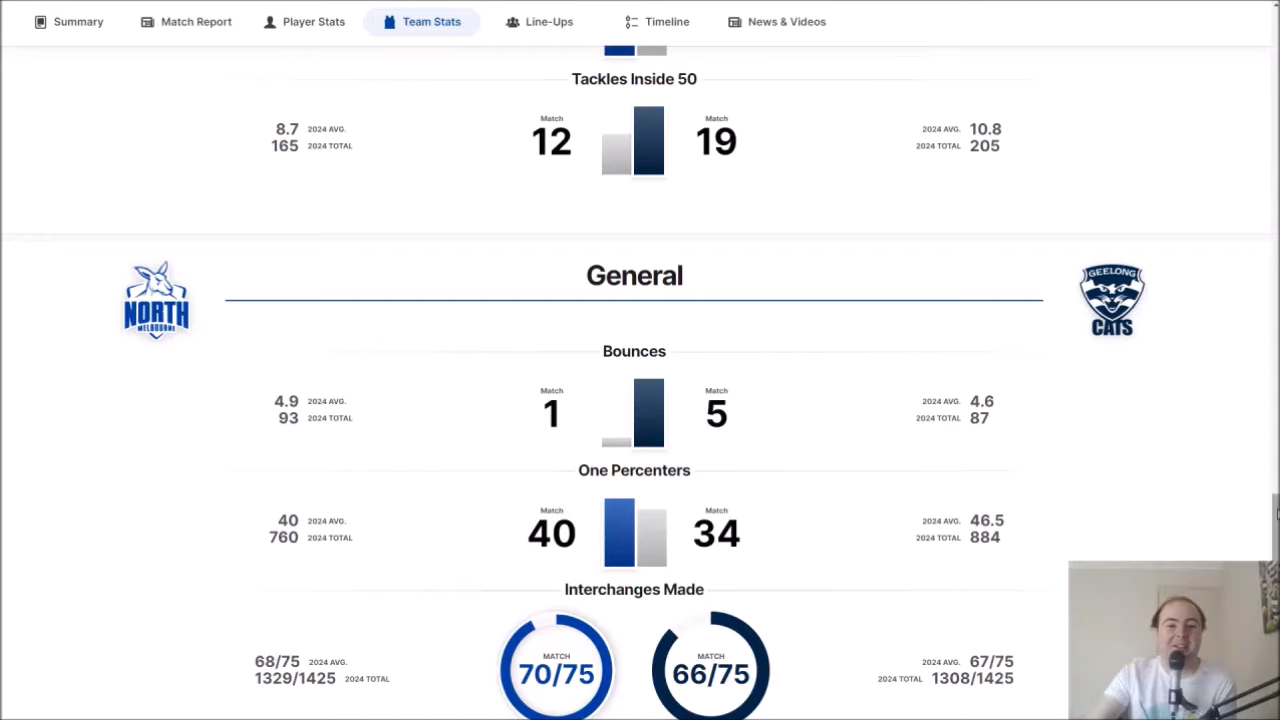 Summary Match Report Player Stats Team Stats Line-Ups Timeline News & Videos
Tackles Inside 50
8.7 2024 AVG. Match Match 2024 AVG. 10.8
165 2024 TOTAL 12 19 2024 TOTAL 205
NORTH MELBOURNE General GEELONG CATS
Bounces
4.9 2024 AVG. Match Match 2024 AVG. 4.6
93 2024 TOTAL 1 5 2024 TOTAL 87
One Percenters
40 2024 AVG. Match Match 2024 AVG. 46.5
760 2024 TOTAL 40 34 2024 TOTAL 884
Interchanges Made
68/75 2024 AVG. MATCH MATCH 2024 AVG. 67/75
1329/1425 2024 TOTAL 70/75 66/75 2024 TOTAL 1308/1425